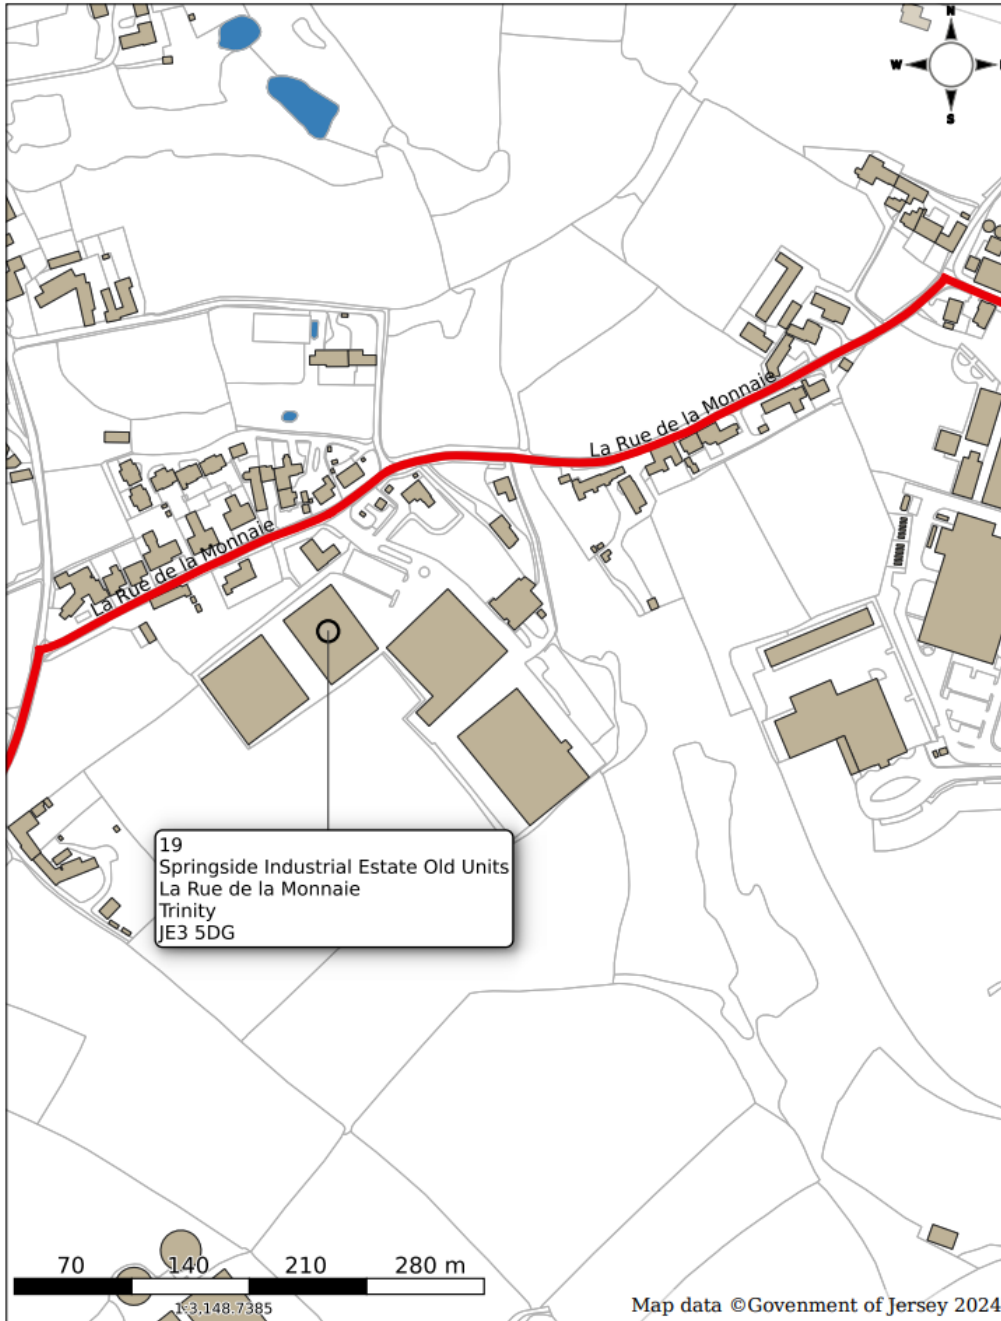 N
W
S
La Rue de la Monnaie
La Rue de la Monnaie
19
Springside Industrial Estate Old Units
La Rue de la Monnaie
Trinity
JE3 5DG
70 140 210 280 m
1:3,148.7385
Map data ©Govenment of Jersey 2024